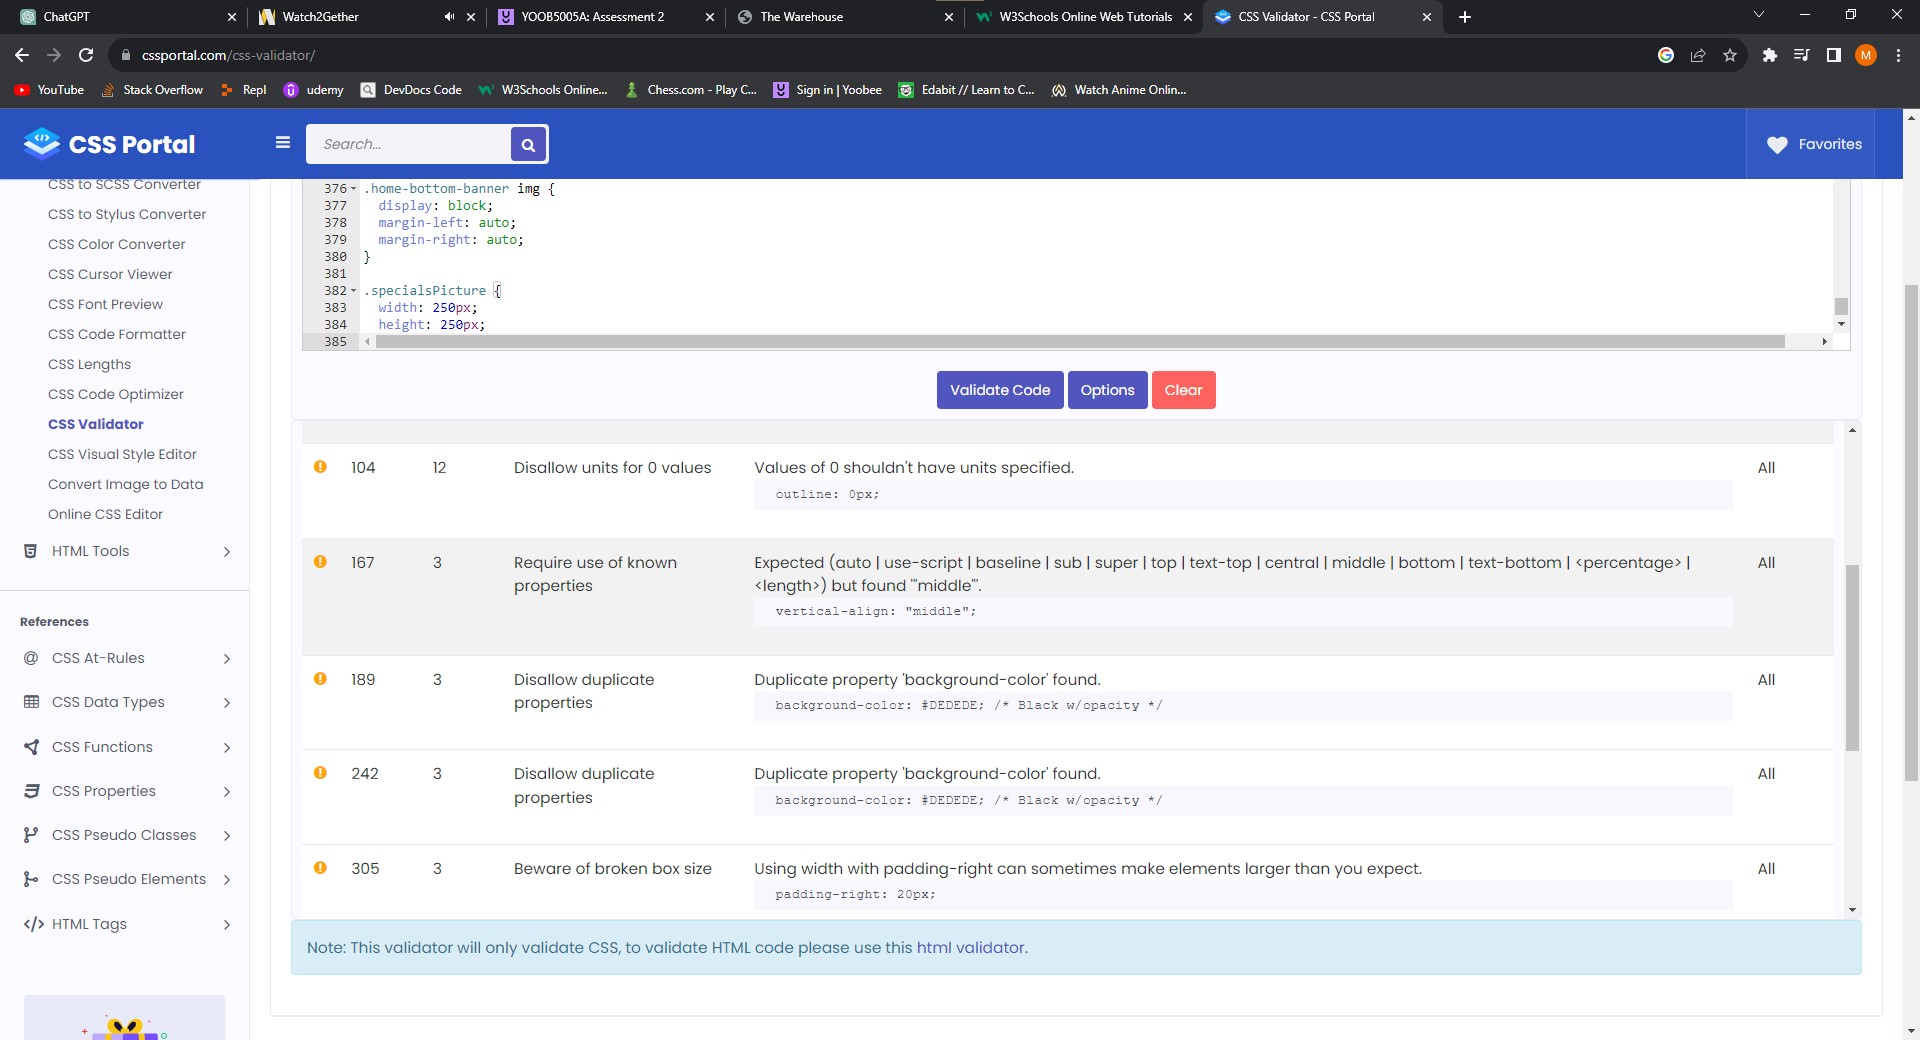 ChatGPT
Watch2Gether
YOOB5005A: Assessment 2
The Warehouse
W3Schools Online Web Tutorials
CSS Validator - CSS Portal
cssportal.com/css-validator/
M
YouTube
Stack Overflow
Repl
udemy
DevDocs Code
W3Schools Online...
Chess.com - Play C...
Sign in | Yoobee
Edabit // Learn to C...
Watch Anime Onlin...
CSS Portal
Search...
Favorites
CSS to SCSS Converter
CSS to Stylus Converter
CSS Color Converter
CSS Cursor Viewer
CSS Font Preview
CSS Code Formatter
CSS Lengths
CSS Code Optimizer
CSS Validator
CSS Visual Style Editor
Convert Image to Data
Online CSS Editor
HTML Tools
References
CSS At-Rules
CSS Data Types
CSS Functions
CSS Properties
CSS Pseudo Classes
CSS Pseudo Elements
HTML Tags
376 .home-bottom-banner img {
377 display: block;
378 margin-left: auto;
379 margin-right: auto;
380 }
381
382 .specialsPicture {
383 width: 250px;
384 height: 250px;
385
Validate Code
Options
Clear
104 12 Disallow units for 0 values Values of 0 shouldn't have units specified. All
outline: 0px;
167 3 Require use of known Expected (auto | use-script | baseline | sub | super | top | text-top | central | middle | bottom | text-bottom | <percentage> | All
properties <length>) but found '"middle"'.
vertical-align: "middle";
189 3 Disallow duplicate Duplicate property 'background-color' found. All
properties background-color: #DEDEDE; /* Black w/opacity */
242 3 Disallow duplicate Duplicate property 'background-color' found. All
properties background-color: #DEDEDE; /* Black w/opacity */
305 3 Beware of broken box size Using width with padding-right can sometimes make elements larger than you expect. All
padding-right: 20px;
Note: This validator will only validate CSS, to validate HTML code please use this html validator.